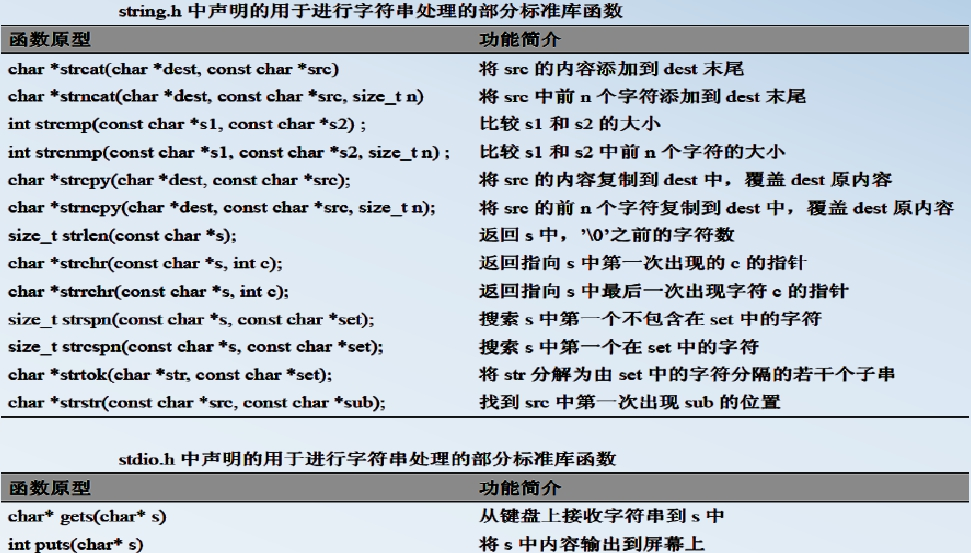 string.h 中声明的用于进行字符串处理的部分标准库函数
函数原型 功能简介
char *strcat(char *dest, const char *src) 将 src 的内容添加到 dest 末尾
char *strncat(char *dest, const char *src, size_t n) 将 src 中前 n 个字符添加到 dest 末尾
int strcmp(const char *s1, const char *s2) ; 比较 s1 和 s2 的大小
int strcnmp(const char *s1, const char *s2, size_t n) ; 比较 s1 和 s2 中前 n 个字符的大小
char *strcpy(char *dest, const char *src); 将 src 的内容复制到 dest 中，覆盖 dest 原内容
char *strncpy(char *dest, const char *src, size_t n); 将 src 的前 n 个字符复制到 dest 中，覆盖 dest 原内容
size_t strlen(const char *s); 返回 s 中，'\0'之前的字符数
char *strchr(const char *s, int c); 返回指向 s 中第一次出现的 c 的指针
char *strrchr(const char *s, int c); 返回指向 s 中最后一次出现字符 c 的指针
size_t strspn(const char *s, const char *set); 搜索 s 中第一个不包含在 set 中的字符
size_t strcspn(const char *s, const char *set); 搜索 s 中第一个在 set 中的字符
char *strtok(char *str, const char *set); 将 str 分解为由 set 中的字符分隔的若干个子串
char *strstr(const char *src, const char *sub); 找到 src 中第一次出现 sub 的位置
stdio.h 中声明的用于进行字符串处理的部分标准库函数
函数原型 功能简介
char* gets(char* s) 从键盘上接收字符串到 s 中
int puts(char* s) 将 s 中内容输出到屏幕上